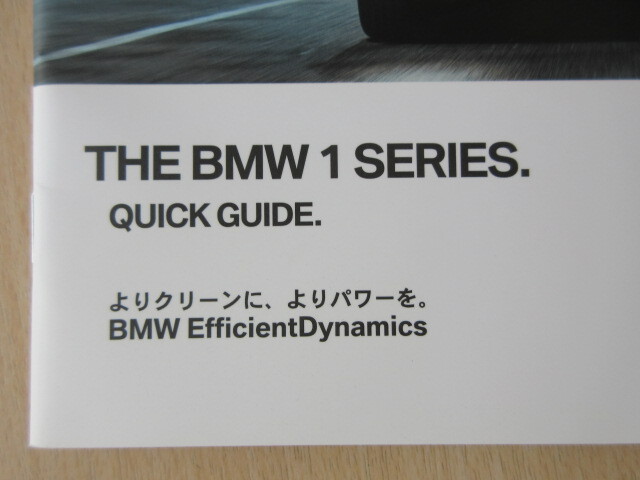 THE BMW 1 SERIES.
QUICK GUIDE.
よりクリーンに、よりパワーを。
BMW EfficientDynamics